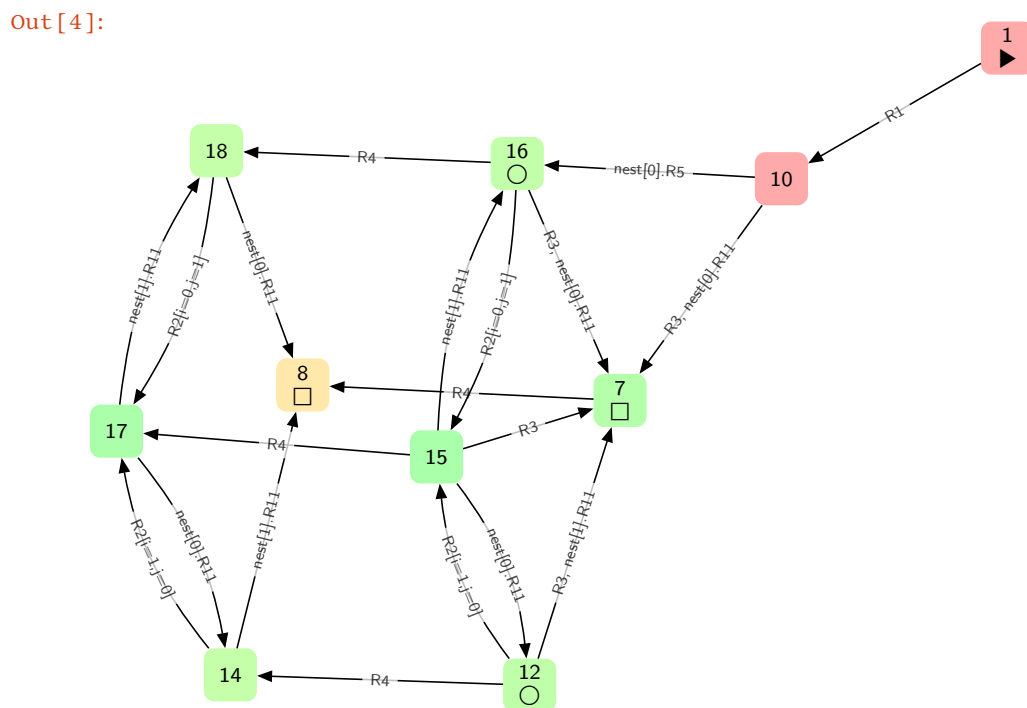 Out[4]:
1
▶
R1
18
R4
16
○
nest[0].R5
10
nest[1].R11
R2[i=0,j=1]
nest[0].R11
nest[1].R11
R2[i=0,j=1]
R3, nest[0].R11
R3, nest[0].R11
8
□
R4
7
□
17
R4
15
R3
R2[i=1,j=0]
nest[0].R11
nest[1].R11
R2[i=1,j=0]
nest[0].R11
R3, nest[1].R11
14
R4
12
○